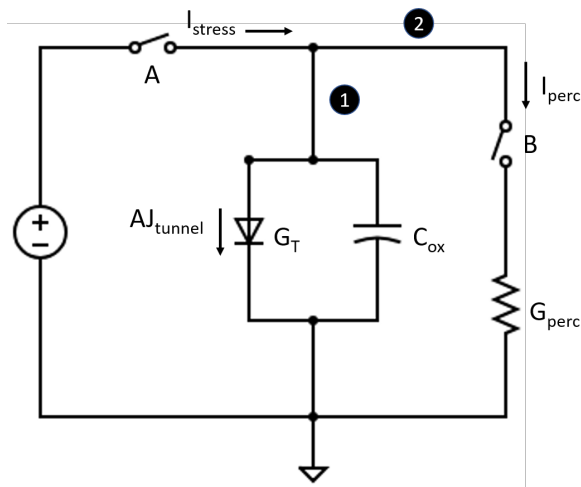 I_stress
2
A
I_perc
1
B
AJ_tunnel
G_T
C_ox
+
−
G_perc